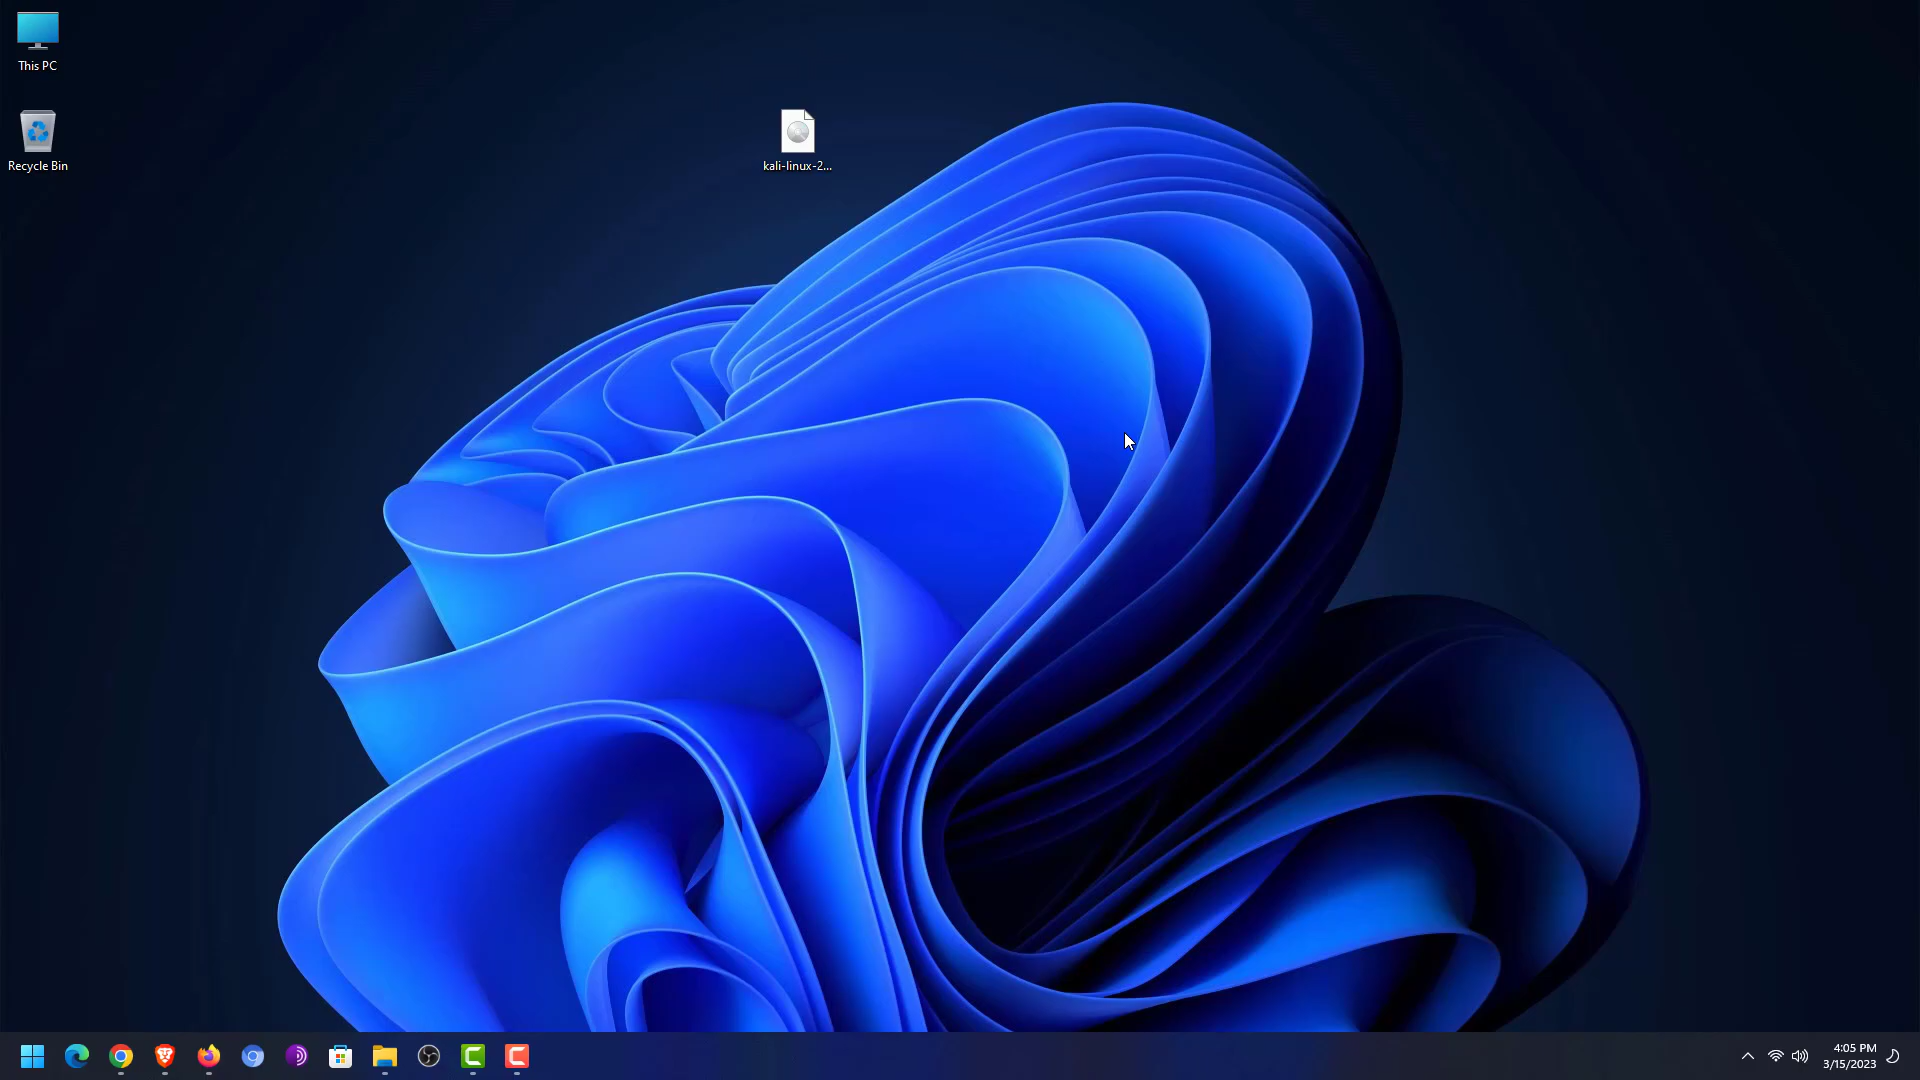 This PC
kali-linux-2...
Recycle Bin
4:05 PM
3/15/2023